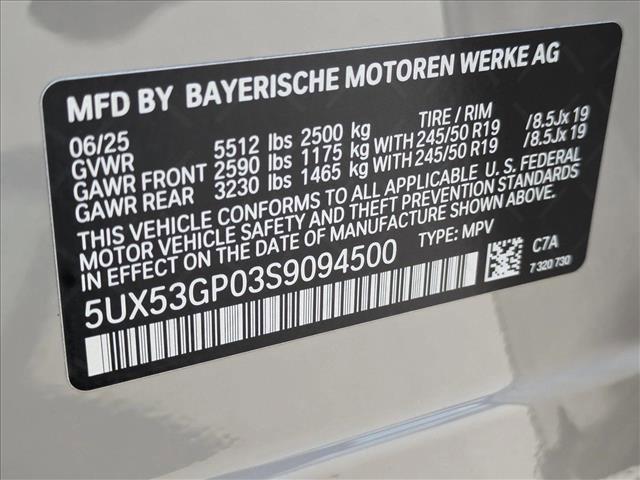 MFD BY BAYERISCHE MOTOREN WERKE AG
06/25 TIRE / RIM
GVWR 5512 lbs 2500 kg
GAWR FRONT 2590 lbs 1175 kg WITH 245/50 R19 /8.5Jx 19
GAWR REAR 3230 lbs 1465 kg WITH 245/50 R19 /8.5Jx 19
THIS VEHICLE CONFORMS TO ALL APPLICABLE U. S. FEDERAL
MOTOR VEHICLE SAFETY AND THEFT PREVENTION STANDARDS
IN EFFECT ON THE DATE OF MANUFACTURE SHOWN ABOVE.
5UX53GP03S9094500 TYPE: MPV C7A
7 320 730